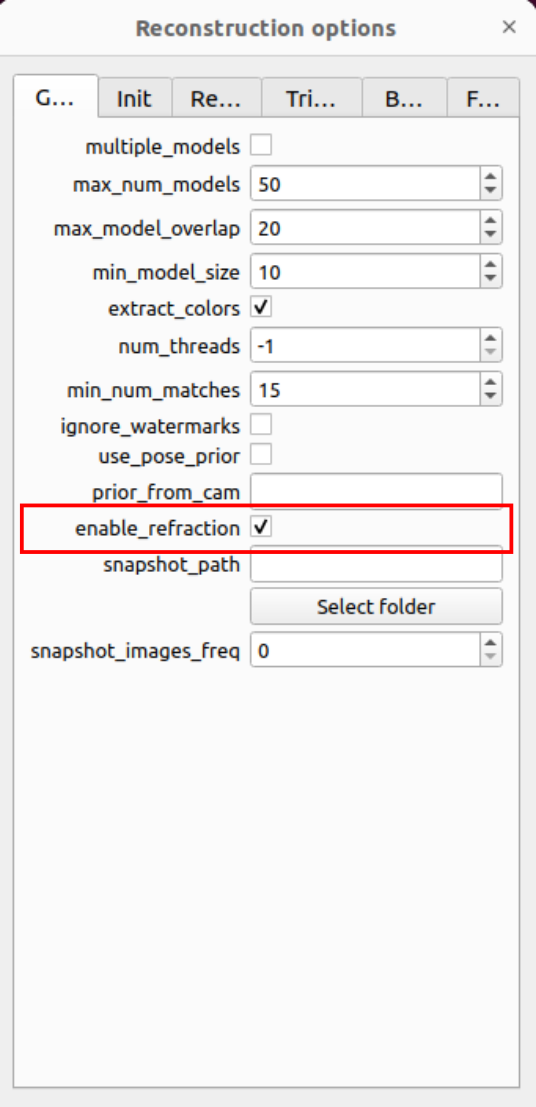 Reconstruction options ×
G... Init Re... Tri... B... F...
multiple_models
max_num_models 50
max_model_overlap 20
min_model_size 10
extract_colors
num_threads -1
min_num_matches 15
ignore_watermarks
use_pose_prior
prior_from_cam
enable_refraction
snapshot_path
Select folder
snapshot_images_freq 0